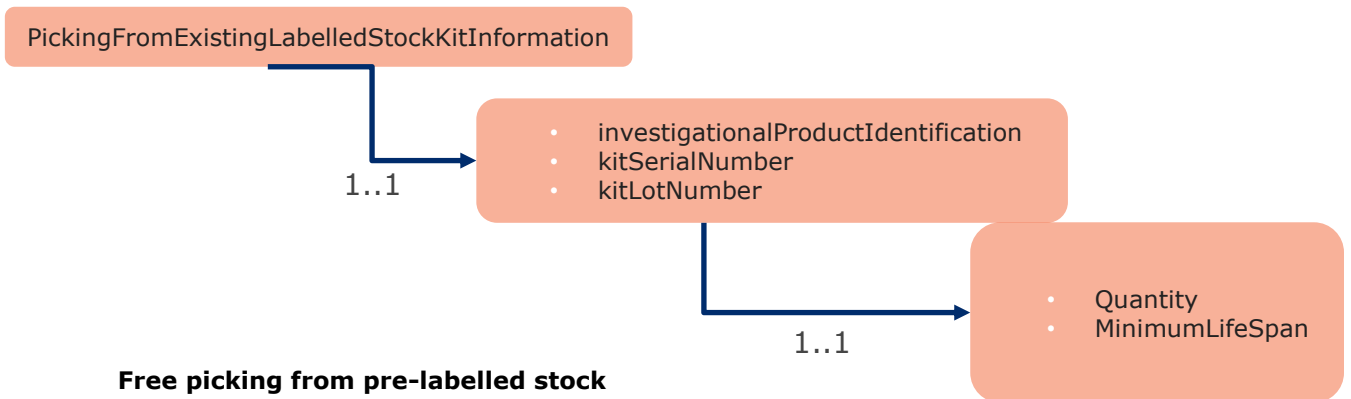 PickingFromExistingLabelledStockKitInformation
• investigationalProductIdentification
• kitSerialNumber
• kitLotNumber
1..1
• Quantity
• MinimumLifeSpan
1..1
Free picking from pre-labelled stock